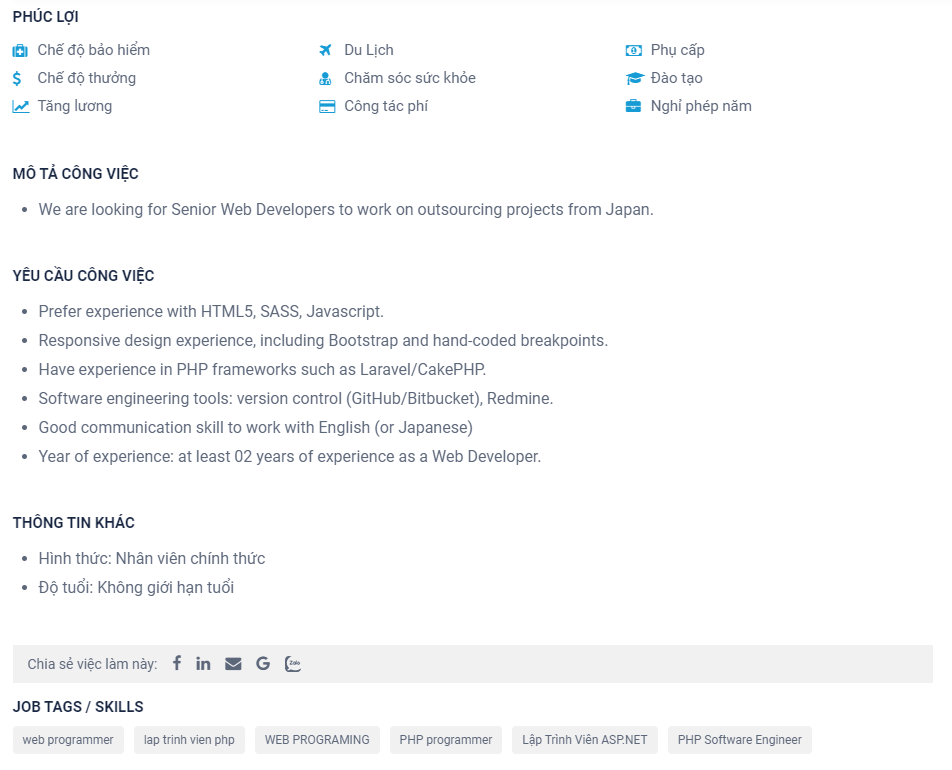 PHÚC LỢI
Chế độ bảo hiểm Du Lịch Phụ cấp
Chế độ thưởng Chăm sóc sức khỏe Đào tạo
Tăng lương Công tác phí Nghỉ phép năm
MÔ TẢ CÔNG VIỆC
We are looking for Senior Web Developers to work on outsourcing projects from Japan.
YÊU CẦU CÔNG VIỆC
Prefer experience with HTML5, SASS, Javascript.
Responsive design experience, including Bootstrap and hand-coded breakpoints.
Have experience in PHP frameworks such as Laravel/CakePHP.
Software engineering tools: version control (GitHub/Bitbucket), Redmine.
Good communication skill to work with English (or Japanese)
Year of experience: at least 02 years of experience as a Web Developer.
THÔNG TIN KHÁC
Hình thức: Nhân viên chính thức
Độ tuổi: Không giới hạn tuổi
Chia sẻ việc làm này: Zalo
JOB TAGS / SKILLS
web programmer lap trinh vien php WEB PROGRAMING PHP programmer Lập Trình Viên ASP.NET PHP Software Engineer